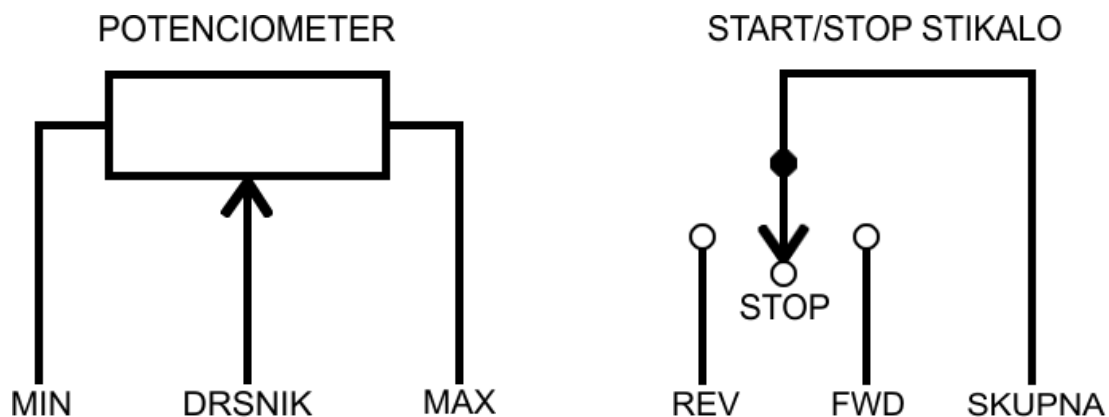 POTENCIOMETER
START/STOP STIKALO
STOP
MIN
DRSNIK
MAX
REV
FWD
SKUPNA